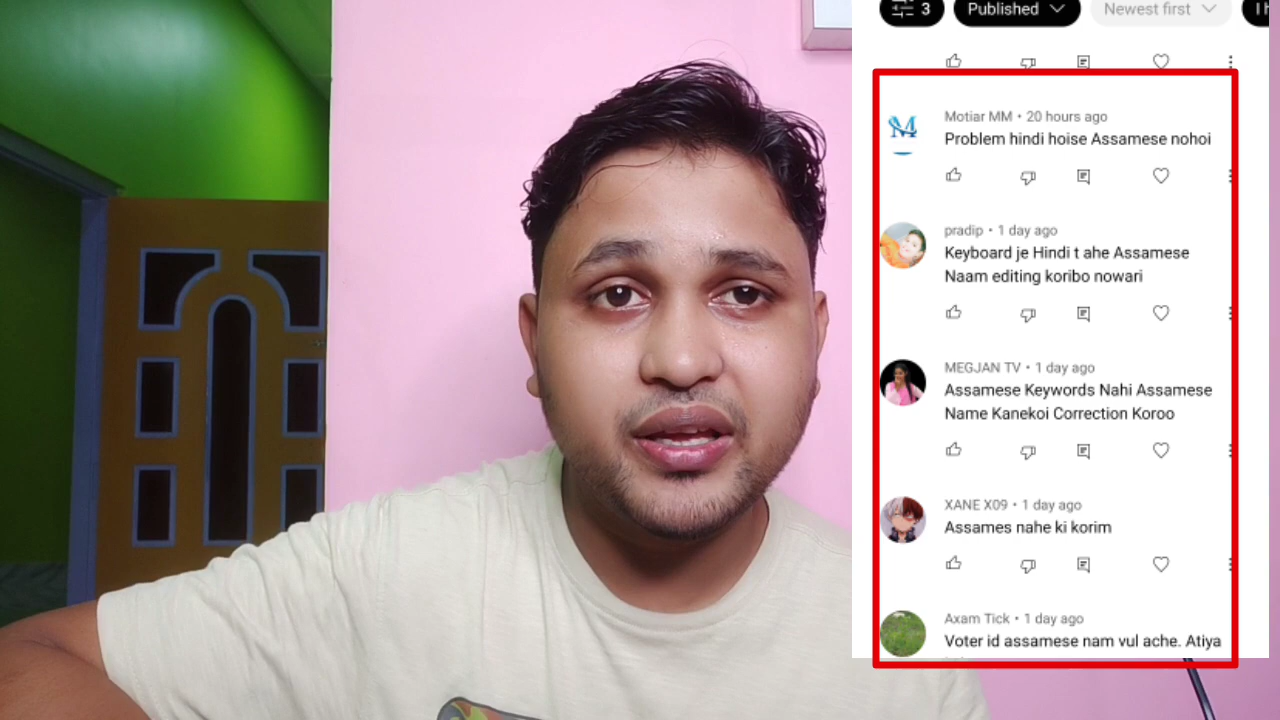 3 Published Newest first
Motiar MM • 20 hours ago
Problem hindi hoise Assamese nohoi
pradip • 1 day ago
Keyboard je Hindi t ahe Assamese
Naam editing koribo nowari
MEGJAN TV • 1 day ago
Assamese Keywords Nahi Assamese
Name Kanekoi Correction Koroo
XANE X09 • 1 day ago
Assames nahe ki korim
Axam Tick • 1 day ago
Voter id assamese nam vul ache. Atiya